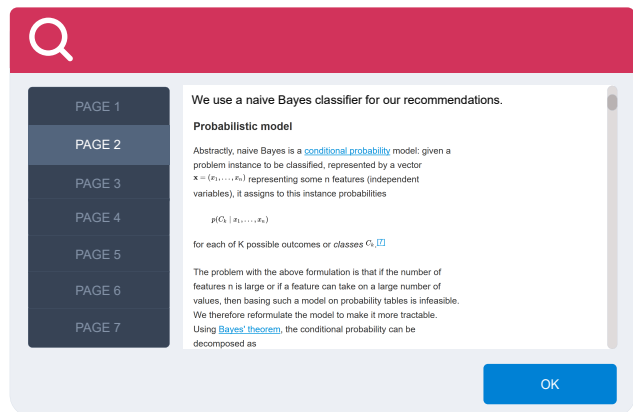 PAGE 1
PAGE 2
PAGE 3
PAGE 4
PAGE 5
PAGE 6
PAGE 7
We use a naive Bayes classifier for our recommendations.
Probabilistic model
Abstractly, naive Bayes is a conditional probability model: given a
problem instance to be classified, represented by a vector
x = (x₁, . . . , xₙ) representing some n features (independent
variables), it assigns to this instance probabilities
p(Cₖ | x₁, . . . , xₙ)
for each of K possible outcomes or classes Cₖ.[7]
The problem with the above formulation is that if the number of
features n is large or if a feature can take on a large number of
values, then basing such a model on probability tables is infeasible.
We therefore reformulate the model to make it more tractable.
Using Bayes' theorem, the conditional probability can be
decomposed as
OK